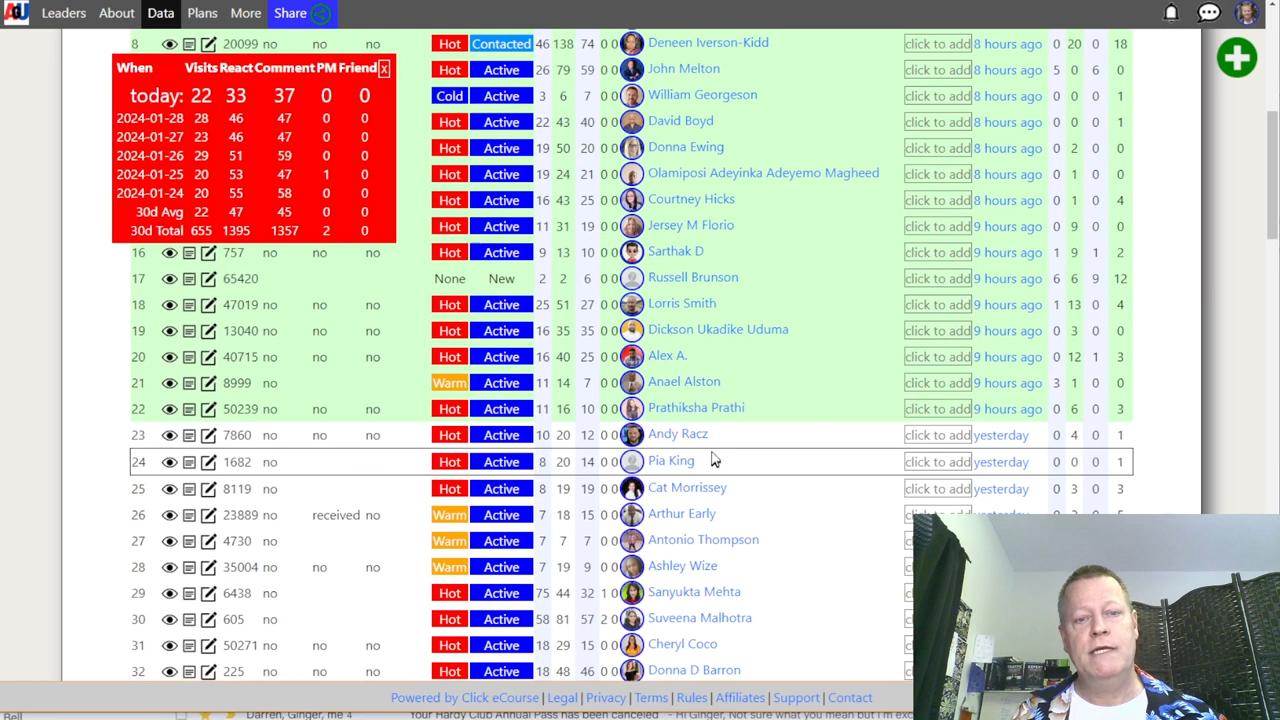 AU Leaders About Data Plans More Share
8 20099 no no no Hot Contacted 46 138 74 0 0 Deneen Iverson-Kidd click to add 8 hours ago 0 20 0 18
When Visits React Comment PM Friend X
today: 22 33 37 0 0
2024-01-28 28 46 47 0 0
2024-01-27 23 46 47 0 0
2024-01-26 29 51 59 0 0
2024-01-25 20 53 47 1 0
2024-01-24 20 55 58 0 0
30d Avg 22 47 45 0 0
30d Total 655 1395 1357 2 0
Hot Active 26 79 59 0 0 John Melton click to add 8 hours ago 5 0 6 0
Cold Active 3 6 7 0 0 William Georgeson click to add 8 hours ago 0 0 0 1
Hot Active 22 43 40 0 0 David Boyd click to add 8 hours ago 0 0 0 1
Hot Active 19 50 20 0 0 Donna Ewing click to add 8 hours ago 0 2 0 0
Hot Active 19 24 21 0 0 Olamiposi Adeyinka Adeyemo Magheed click to add 8 hours ago 0 1 0 0
Hot Active 16 43 25 0 0 Courtney Hicks click to add 8 hours ago 0 1 0 4
Hot Active 11 31 19 0 0 Jersey M Florio click to add 8 hours ago 0 9 0 0
16 757 no no no Hot Active 9 13 10 0 0 Sarthak D click to add 9 hours ago 1 9 1 2
17 65420 None New 2 2 6 0 0 Russell Brunson click to add 9 hours ago 6 6 9 12
18 47019 no no no Hot Active 25 51 27 0 0 Lorris Smith click to add 9 hours ago 1 13 0 4
19 13040 no no no Hot Active 16 35 35 0 0 Dickson Ukadike Uduma click to add 9 hours ago 0 3 0 0
20 40715 no no no Hot Active 16 40 25 0 0 Alex A. click to add 9 hours ago 0 12 1 3
21 8999 no no no Warm Active 11 14 7 0 0 Anael Alston click to add 9 hours ago 3 1 0 0
22 50239 no no no Hot Active 11 16 10 0 0 Prathiksha Prathi click to add 9 hours ago 0 6 0 3
23 7860 no no no Hot Active 10 20 12 0 0 Andy Racz click to add yesterday 0 4 0 1
24 1682 no Hot Active 8 20 14 0 0 Pia King click to add yesterday 0 0 0 1
25 8119 no no no Hot Active 8 19 19 0 0 Cat Morrissey click to add yesterday 0 3 0 3
26 23889 no received no Warm Active 7 18 15 0 0 Arthur Early click to add yesterday
27 4730 no no no Warm Active 7 7 7 0 0 Antonio Thompson
28 35004 no no no Warm Active 7 19 9 0 0 Ashley Wize
29 6438 no no no Hot Active 75 44 32 1 0 Sanyukta Mehta
30 605 no no no Hot Active 58 81 57 2 0 Suveena Malhotra
31 50271 no no no Hot Active 18 29 15 0 0 Cheryl Coco
32 225 no no no Hot Active 18 48 46 0 0 Donna D Barron
Powered by Click eCourse | Legal | Privacy | Terms | Rules | Affiliates | Support | Contact